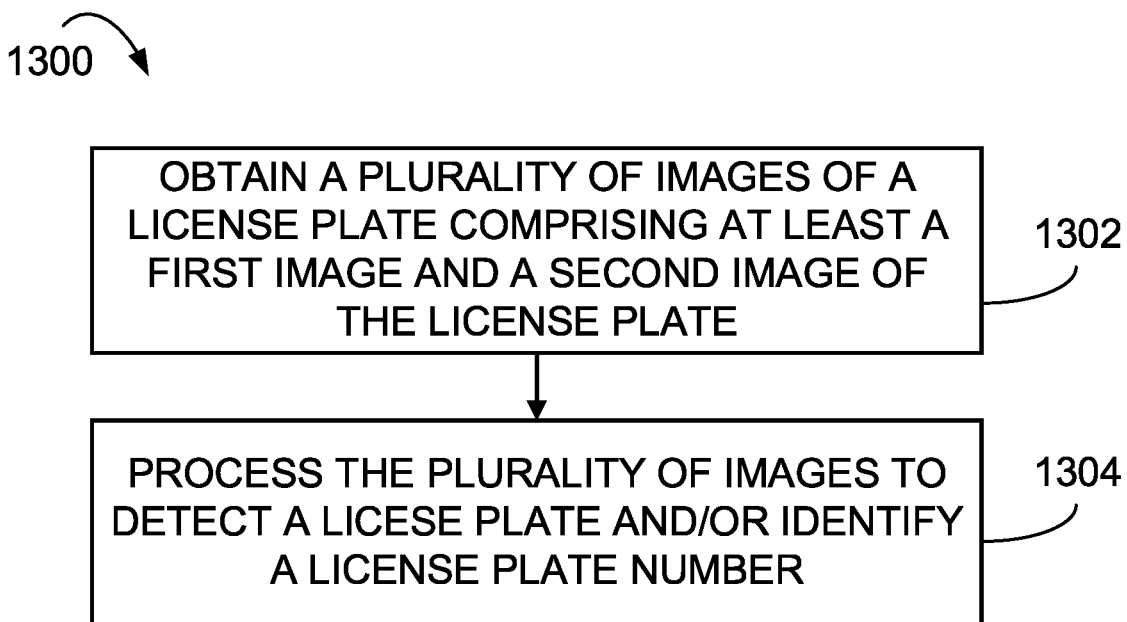 1300
OBTAIN A PLURALITY OF IMAGES OF A
LICENSE PLATE COMPRISING AT LEAST A
FIRST IMAGE AND A SECOND IMAGE OF
THE LICENSE PLATE
1302
PROCESS THE PLURALITY OF IMAGES TO
DETECT A LICESE PLATE AND/OR IDENTIFY
A LICENSE PLATE NUMBER
1304